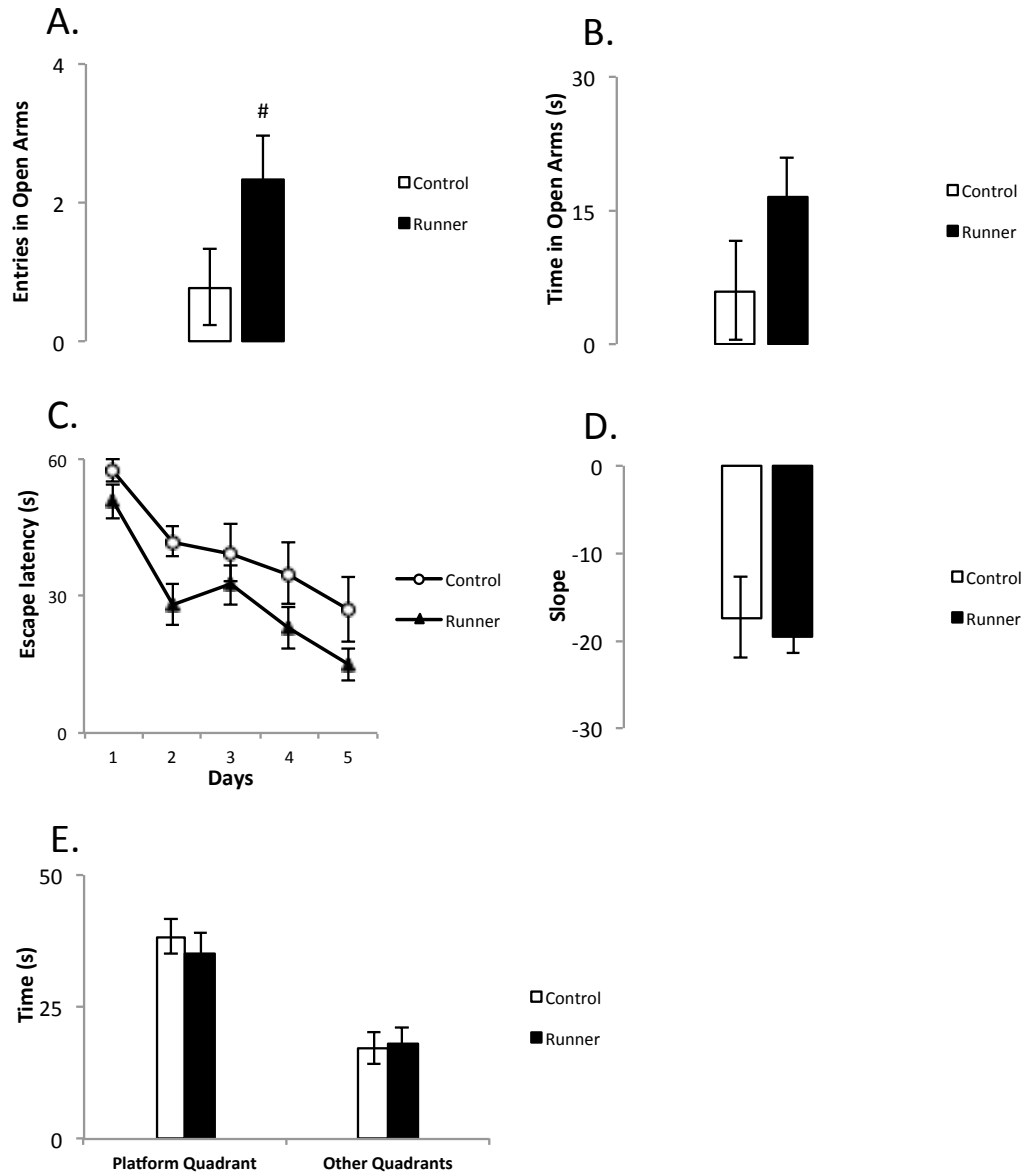 A.
4
2
0
Entries in Open Arms
#
Control
Runner
B.
30
15
0
Time in Open Arms (s)
Control
Runner
C.
60
30
0
Escape latency (s)
1 2 3 4 5
Days
Control
Runner
D.
0
-10
-20
-30
Slope
Control
Runner
E.
50
25
0
Time (s)
Platform Quadrant Other Quadrants
Control
Runner